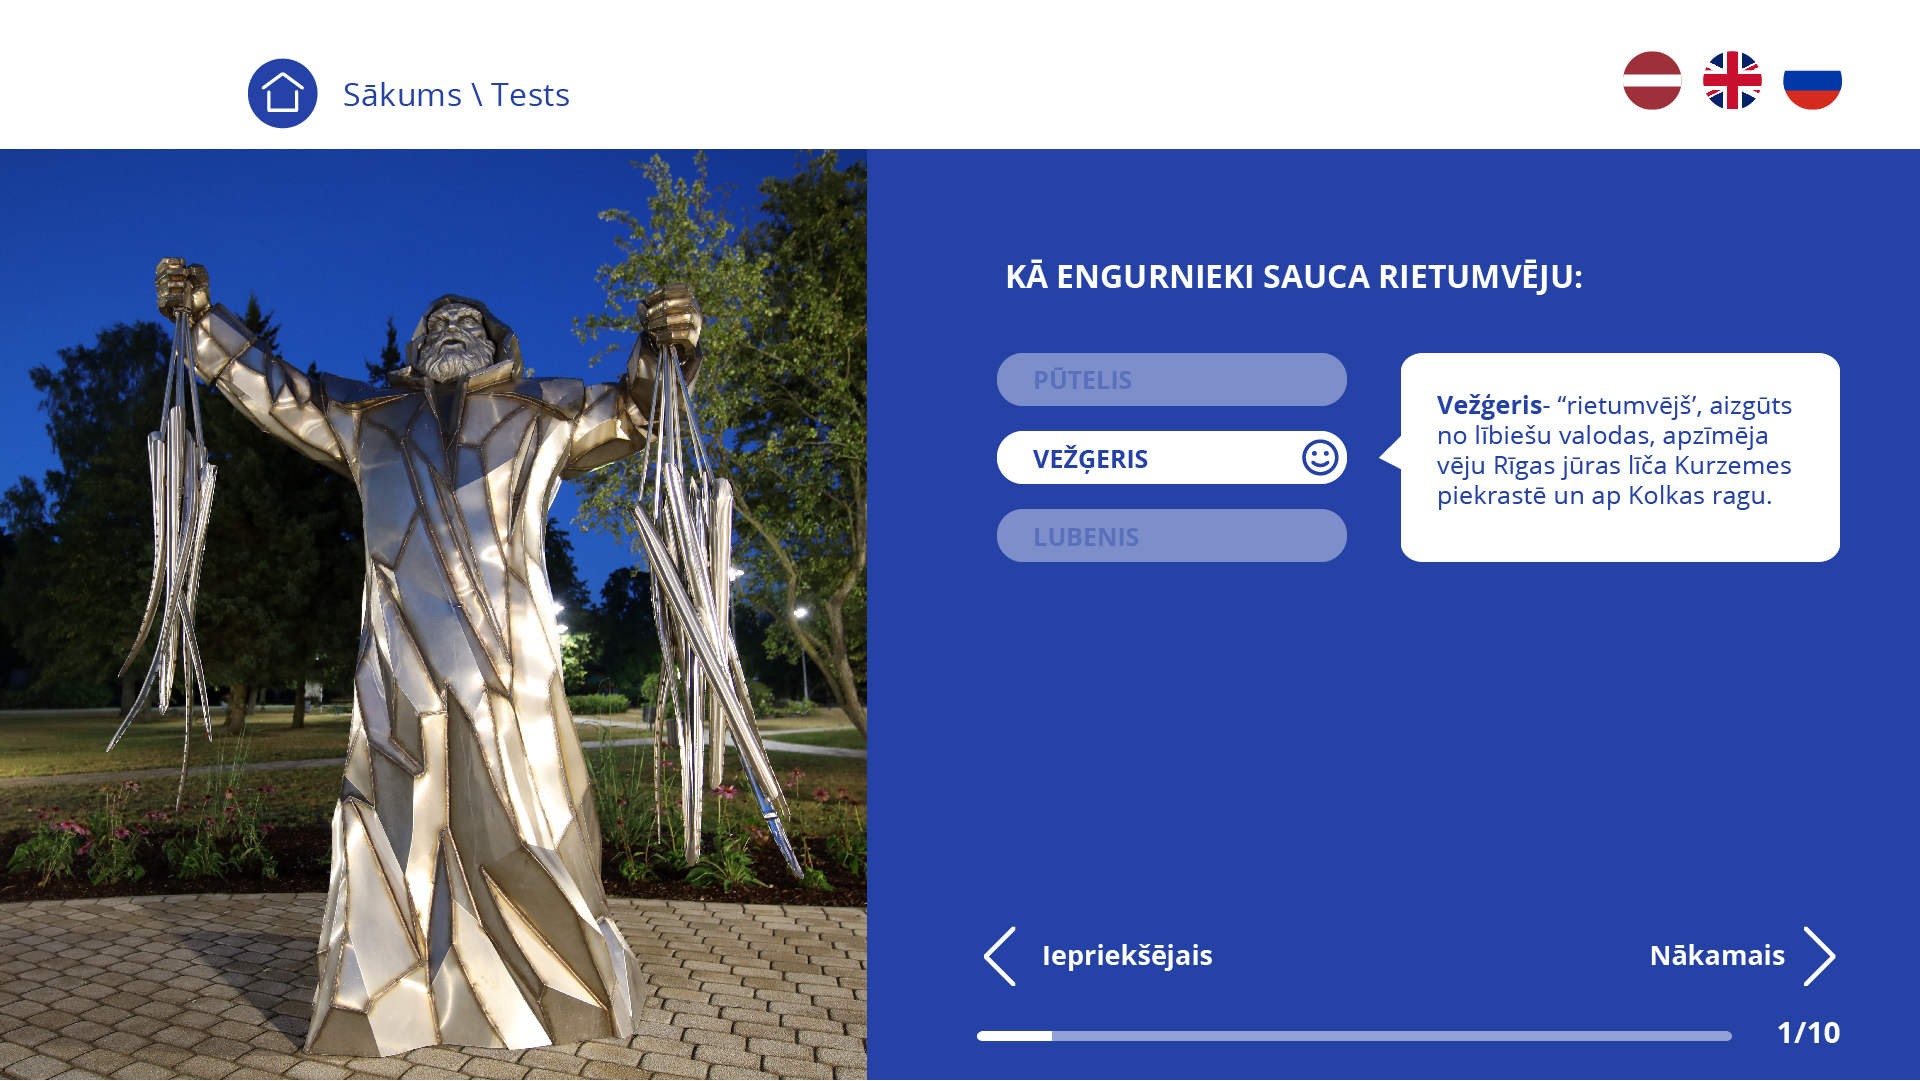 Sākums \ Tests
KĀ ENGURNIEKI SAUCA RIETUMVĒJU:
PŪTELIS
VEŽĢERIS
LUBENIS
Vežģeris- “rietumvējš’, aizgūts
no lībiešu valodas, apzīmēja
vēju Rīgas jūras līča Kurzemes
piekrastē un ap Kolkas ragu.
Iepriekšējais
Nākamais
1/10